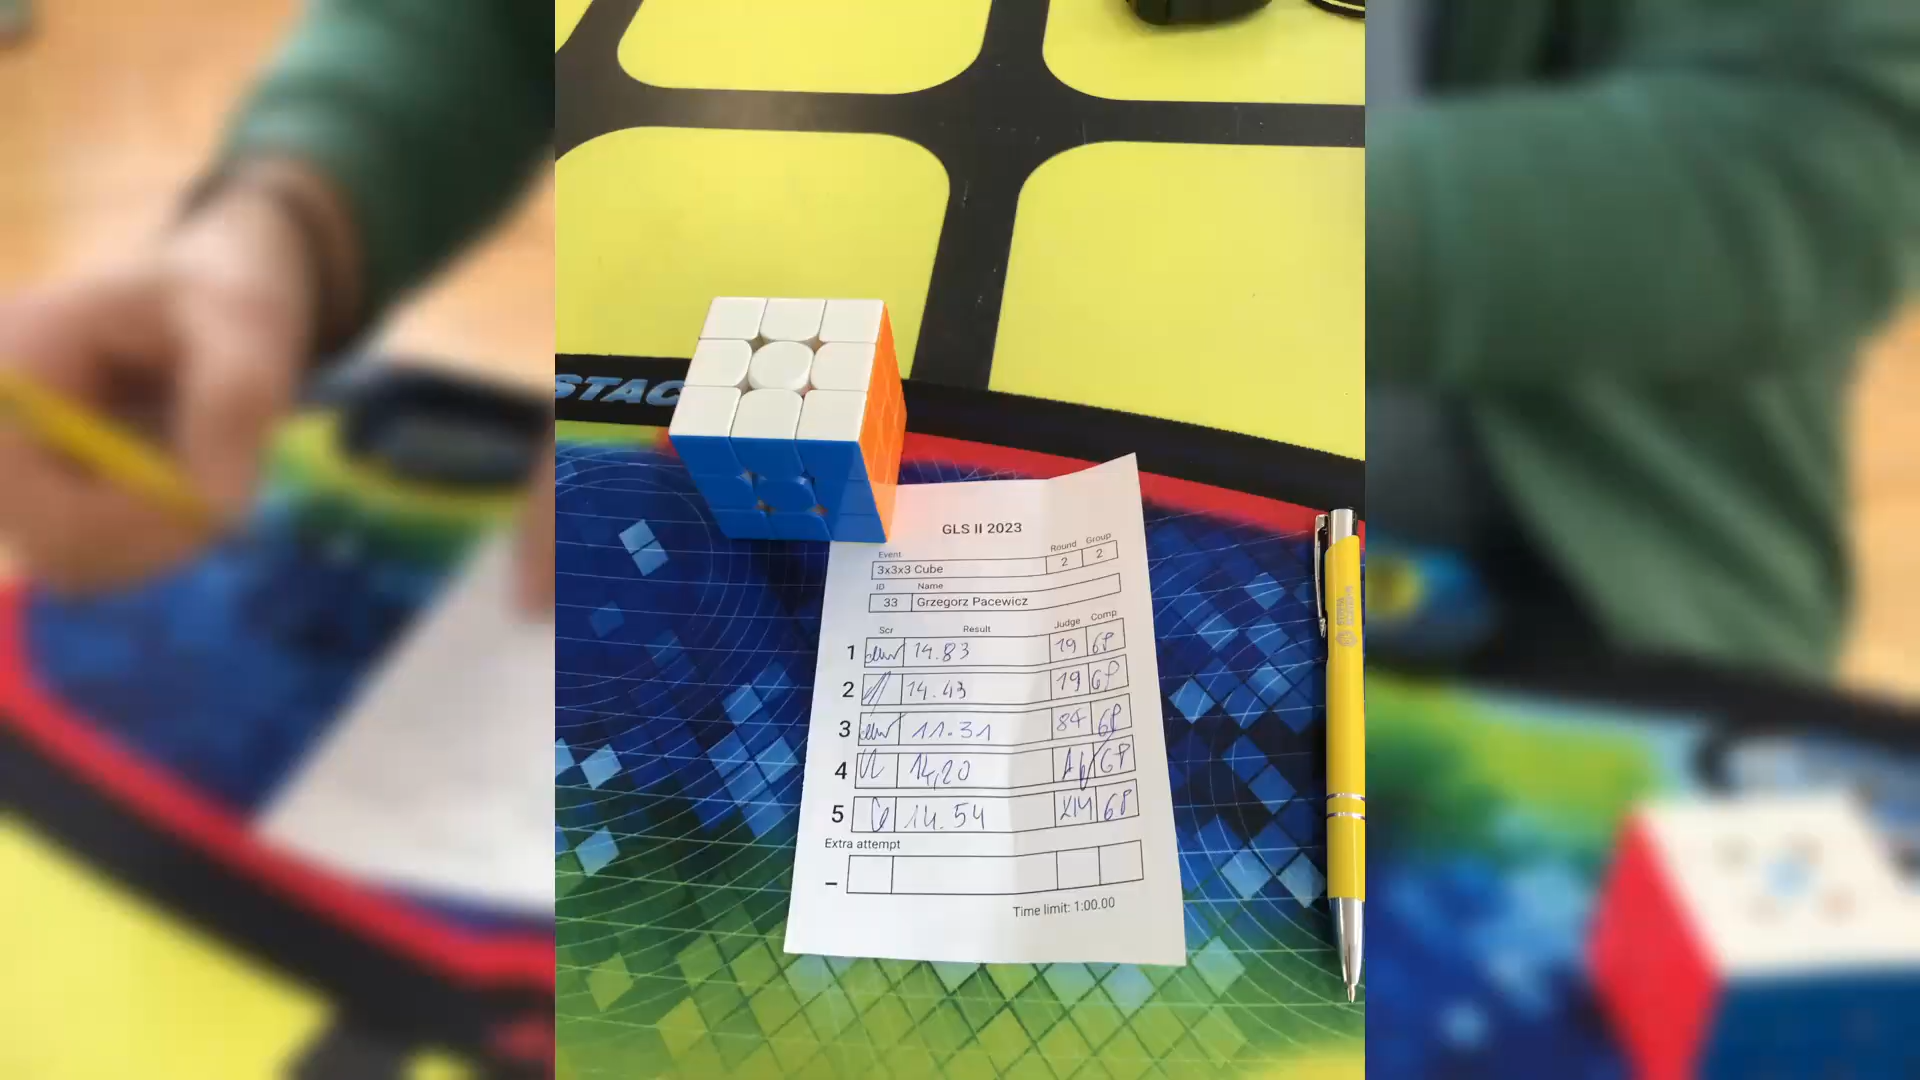 STAC
GLS II 2023
Event Round Group
3x3x3 Cube 2 2
ID Name
33 Grzegorz Pacewicz
Scr Result Judge Comp
1 14.83 19 GP
2 14.43 19 GP
3 11.31 84 GP
4 14,20 GP
5 14.54 GP
Extra attempt
–
Time limit: 1:00.00